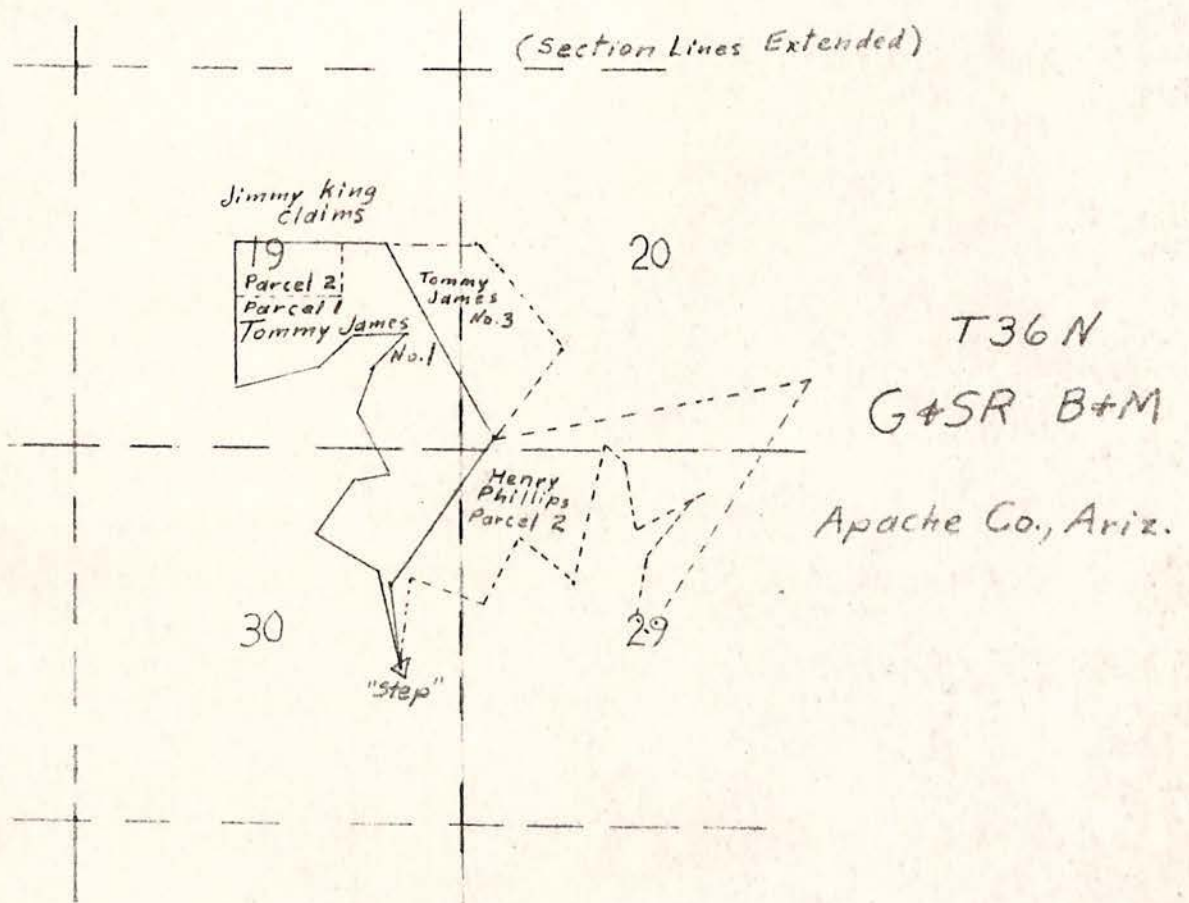 (Section Lines Extended)
Jimmy King
Claims
19
20
Parcel 2
Parcel 1
Tommy James
No.1
Tommy
James
No.3
T36N
G&SR B+M
Apache Co., Ariz.
Henry
Phillips
Parcel 2
30
29
"Step"